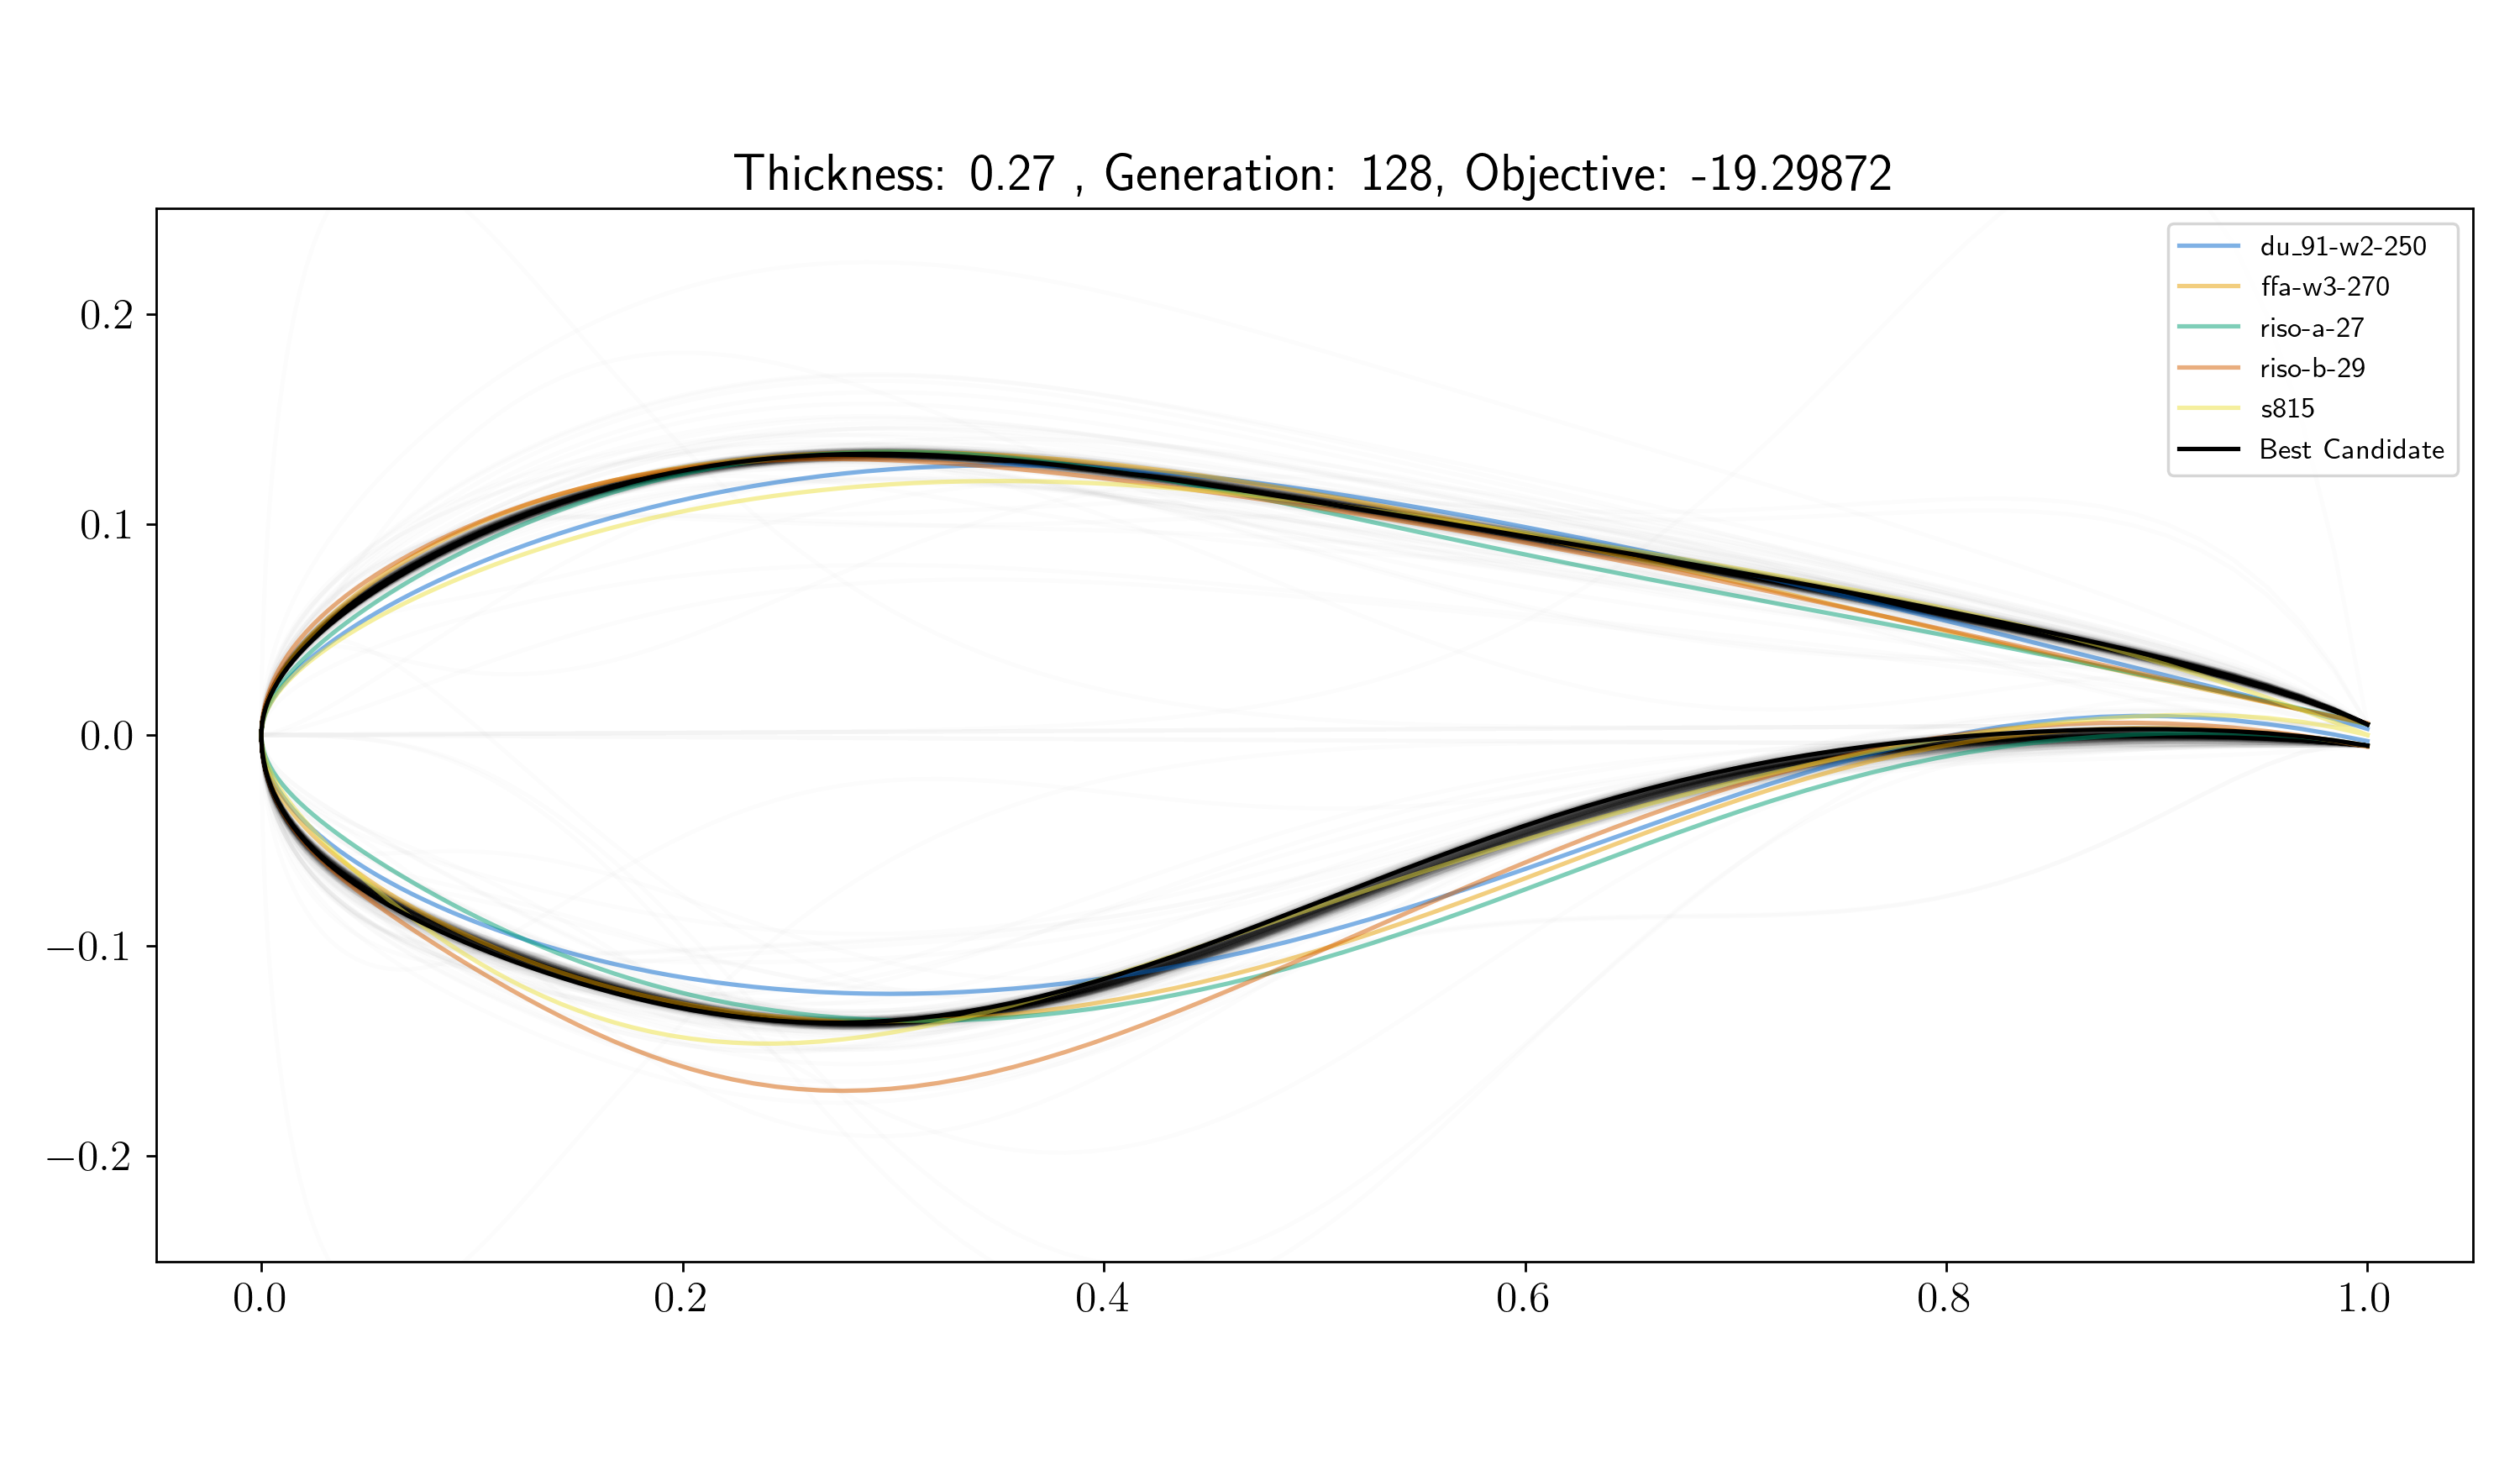 Thickness: 0.27 , Generation: 128, Objective: -19.29872
du_91-w2-250
ffa-w3-270
riso-a-27
riso-b-29
s815
Best Candidate
0.2
0.1
0.0
−0.1
−0.2
0.0 0.2 0.4 0.6 0.8 1.0